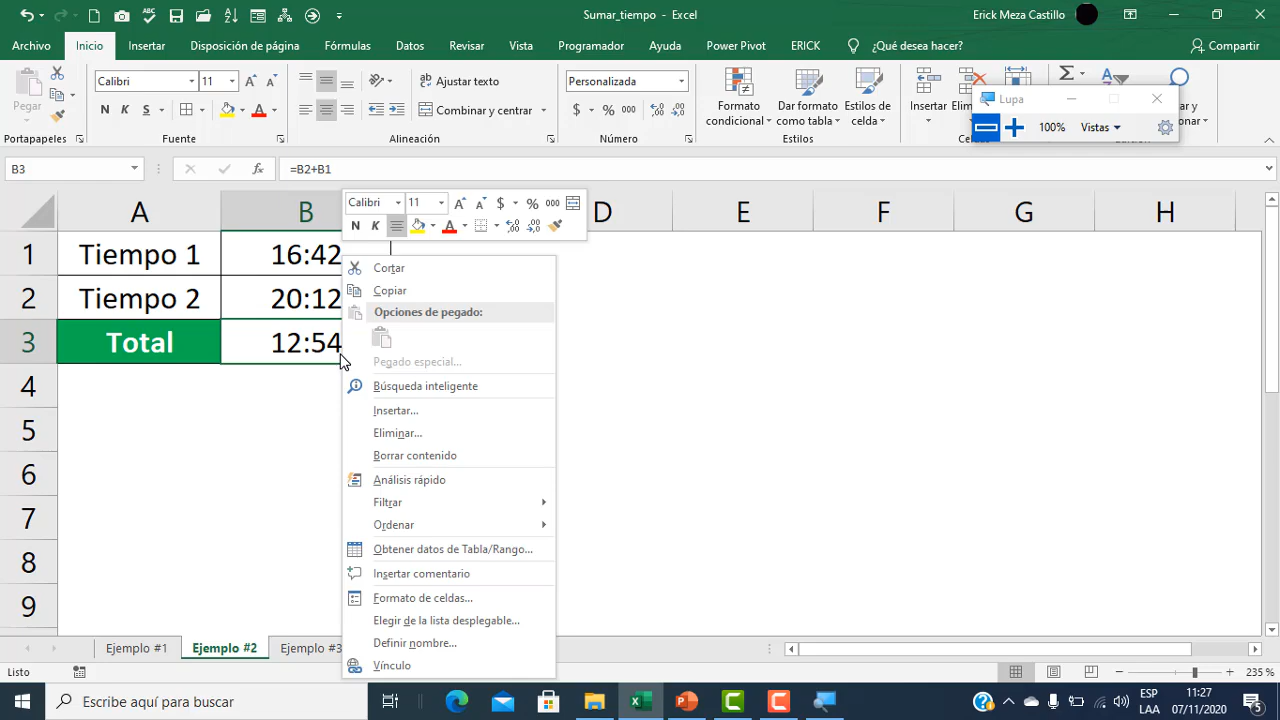 Sumar_tiempo - Excel
Erick Meza Castillo
Archivo Inicio Insertar Disposición de página Fórmulas Datos Revisar Vista Programador Ayuda Power Pivot ERICK ¿Qué desea hacer? Compartir
Pegar
Calibri 11
N K S
Ajustar texto
Combinar y centrar
Personalizada
$ % 000
Formato condicional
Dar formato como tabla
Estilos de celda
Insertar
Portapapeles Fuente Alineación Número Estilos
Lupa
100% Vistas
B3 fx =B2+B1
Calibri 11 $ % 000
N K A
A B D E F G H
1 Tiempo 1 16:42
2 Tiempo 2 20:12
3 Total 12:54
4
5
6
7
8
9
Cortar
Copiar
Opciones de pegado:
Pegado especial...
Búsqueda inteligente
Insertar...
Eliminar...
Borrar contenido
Análisis rápido
Filtrar
Ordenar
Obtener datos de Tabla/Rango...
Insertar comentario
Formato de celdas...
Elegir de la lista desplegable...
Definir nombre...
Vínculo
Ejemplo #1 Ejemplo #2 Ejemplo #3
Listo
235 %
Escribe aquí para buscar
ESP
LAA
11:27
07/11/2020
5